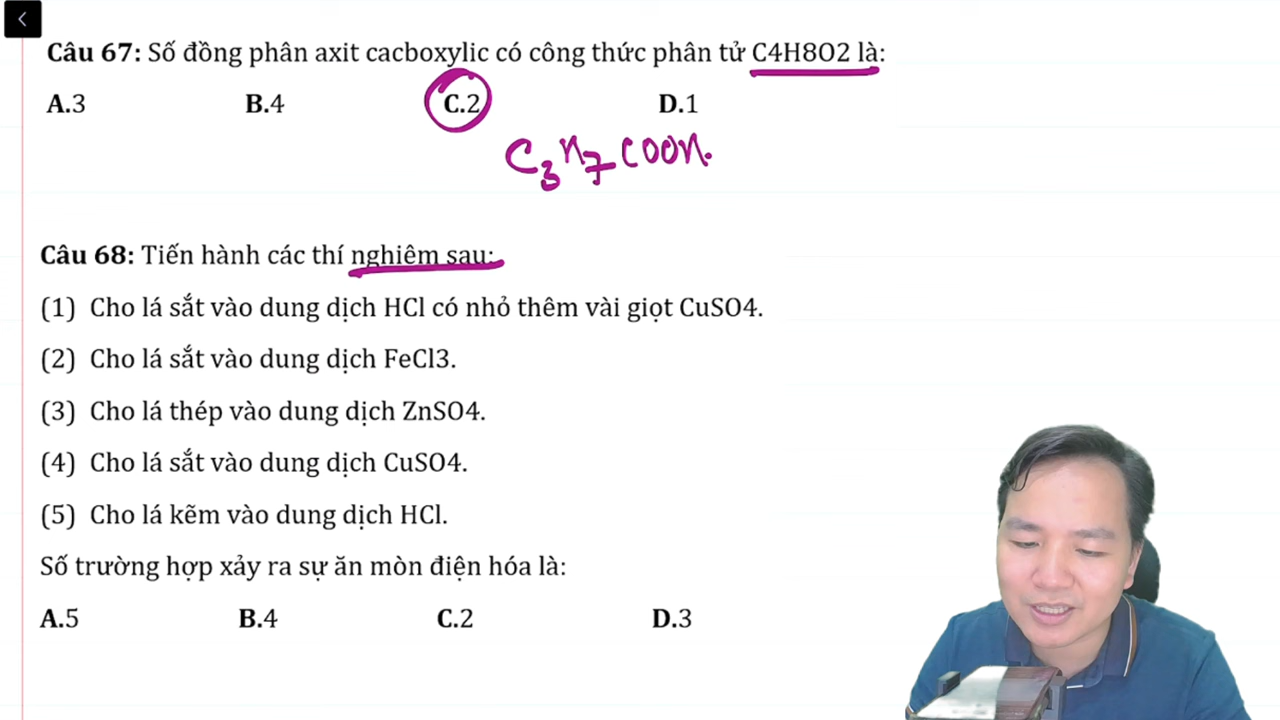 Câu 67: Số đồng phân axit cacboxylic có công thức phân tử C4H8O2 là:
A.3 B.4 C.2 D.1
C3H7COOH.
Câu 68: Tiến hành các thí nghiêm sau:
(1) Cho lá sắt vào dung dịch HCl có nhỏ thêm vài giọt CuSO4.
(2) Cho lá sắt vào dung dịch FeCl3.
(3) Cho lá thép vào dung dịch ZnSO4.
(4) Cho lá sắt vào dung dịch CuSO4.
(5) Cho lá kẽm vào dung dịch HCl.
Số trường hợp xảy ra sự ăn mòn điện hóa là:
A.5 B.4 C.2 D.3